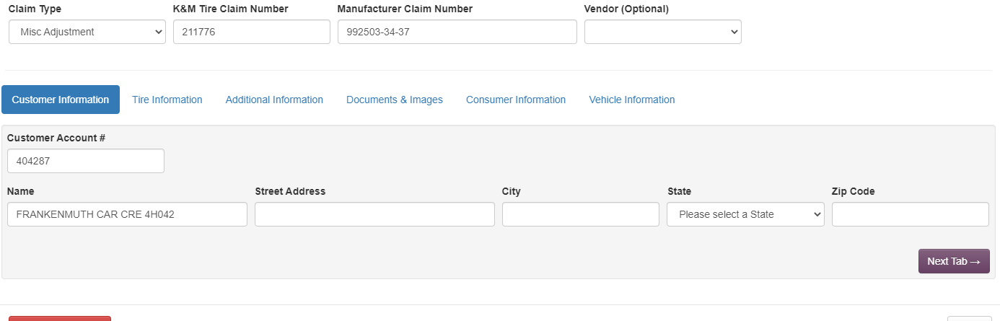 Claim Type K&M Tire Claim Number Manufacturer Claim Number Vendor (Optional)
Misc Adjustment 211776 992503-34-37
Customer Information Tire Information Additional Information Documents & Images Consumer Information Vehicle Information
Customer Account #
404287
Name Street Address City State Zip Code
FRANKENMUTH CAR CRE 4H042 Please select a State
Next Tab →